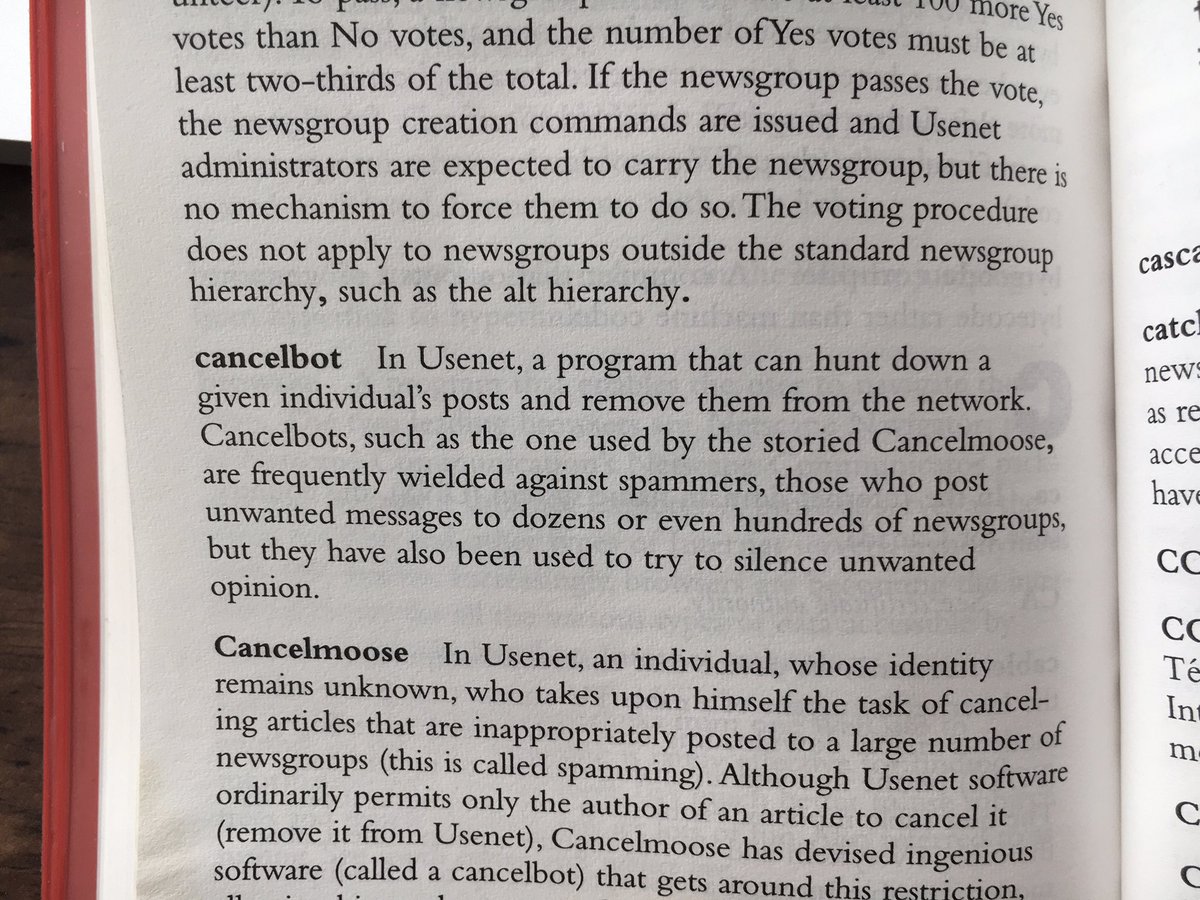 100 more Yes
votes than No votes, and the number of Yes votes must be at
least two-thirds of the total. If the newsgroup passes the vote,
the newsgroup creation commands are issued and Usenet
administrators are expected to carry the newsgroup, but there is
no mechanism to force them to do so. The voting procedure
does not apply to newsgroups outside the standard newsgroup
hierarchy, such as the alt hierarchy.
cancelbot In Usenet, a program that can hunt down a
given individual's posts and remove them from the network.
Cancelbots, such as the one used by the storied Cancelmoose,
are frequently wielded against spammers, those who post
unwanted messages to dozens or even hundreds of newsgroups,
but they have also been used to try to silence unwanted
opinion.
Cancelmoose In Usenet, an individual, whose identity
remains unknown, who takes upon himself the task of cancel-
ing articles that are inappropriately posted to a large number of
newsgroups (this is called spamming). Although Usenet software
ordinarily permits only the author of an article to cancel it
(remove it from Usenet), Cancelmoose has devised ingenious
software (called a cancelbot) that gets around this restriction,
casca
catc
news
as re
acce
have
CC
CC
Té
Int
mo
C
C